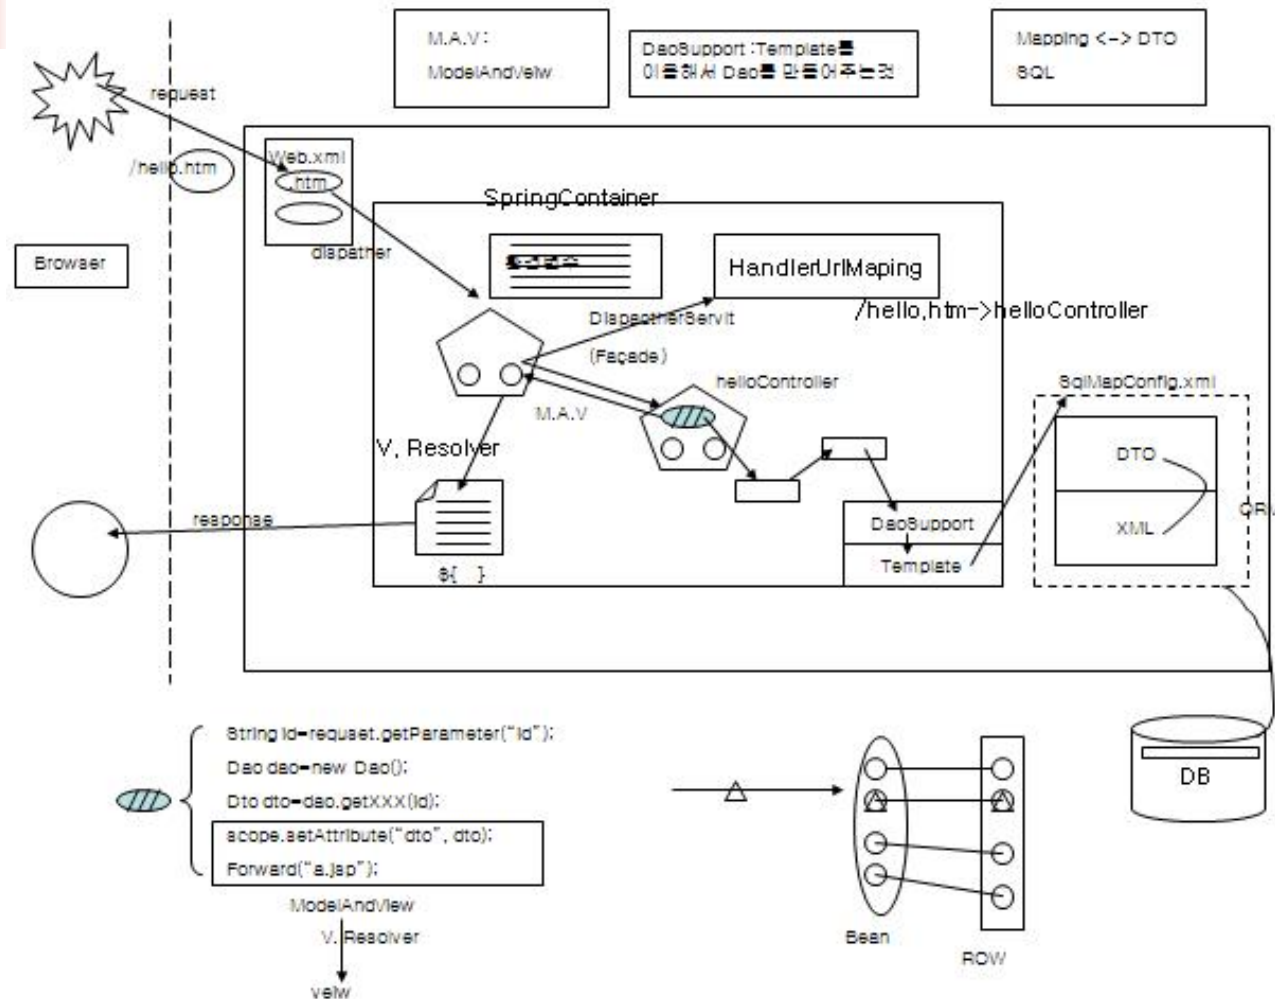 M.A.V :
ModelAndVeiw
DaoSupport :Template를
이용해서 Dao를 만들어주는것
Mapping <-> DTO
SQL
request
/hello.htm
Web.xml
.htm
Browser
dispather
SpringContainer
HandlerUrlMaping
/hello,htm->helloController
DispactherServlt
(Façade)
helloController
M.A.V
V. Resolver
SqlMapConfig.xml
DTO
XML
DaoSupport
Template
response
${ }
DB
String id=requset.getParameter("id");
Dao dao=new Dao();
Dto dto=dao.getXXX(id);
scope.setAttribute("dto", dto);
Forward("a.jsp");
ModelAndView
V. Resolver
veiw
Bean
ROW